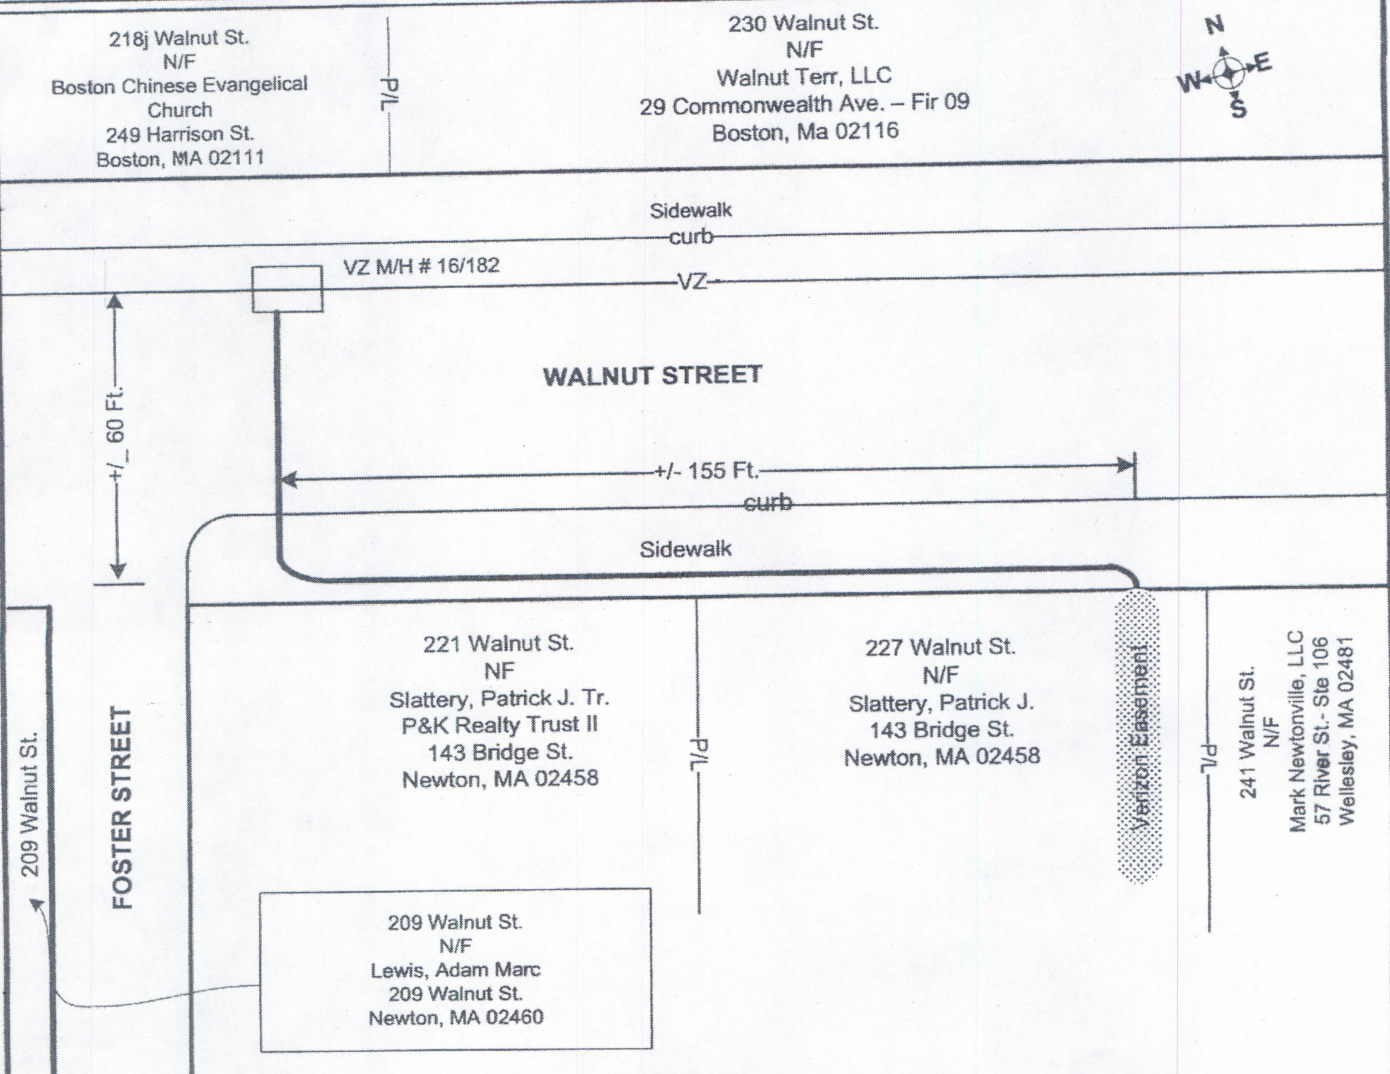 218j Walnut St.
N/F
Boston Chinese Evangelical
Church
249 Harrison St.
Boston, MA 02111
P/L
230 Walnut St.
N/F
Walnut Terr, LLC
29 Commonwealth Ave. – Fir 09
Boston, Ma 02116
N
W
E
S
Sidewalk
curb
VZ M/H # 16/182
VZ
WALNUT STREET
+/_ 60 Ft.
+/- 155 Ft.
curb
Sidewalk
209 Walnut St.
FOSTER STREET
221 Walnut St.
NF
Slattery, Patrick J. Tr.
P&K Realty Trust II
143 Bridge St.
Newton, MA 02458
P/L
227 Walnut St.
N/F
Slattery, Patrick J.
143 Bridge St.
Newton, MA 02458
Verizon Easement
P/L
241 Walnut St.
N/F
Mark Newtonville, LLC
57 River St.- Ste 106
Wellesley, MA 02481
209 Walnut St.
N/F
Lewis, Adam Marc
209 Walnut St.
Newton, MA 02460